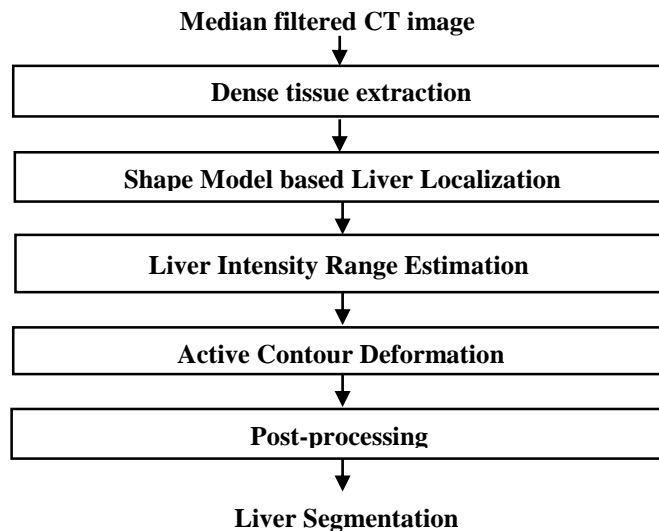 Median filtered CT image
Dense tissue extraction
Shape Model based Liver Localization
Liver Intensity Range Estimation
Active Contour Deformation
Post-processing
Liver Segmentation